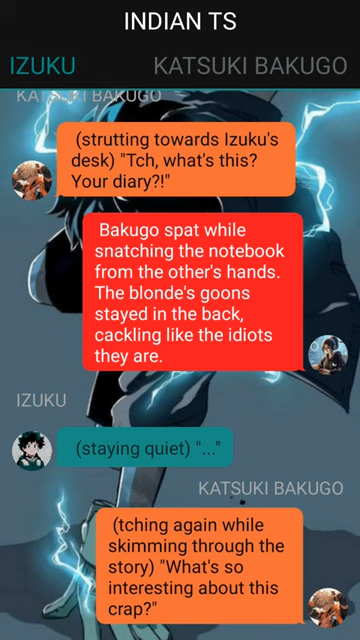 INDIAN TS
IZUKU
KATSUKI BAKUGO
KATSUKI BAKUGO
(strutting towards Izuku's
desk) "Tch, what's this?
Your diary?!"
Bakugo spat while
snatching the notebook
from the other's hands.
The blonde's goons
stayed in the back,
cackling like the idiots
they are.
IZUKU
(staying quiet) "..."
KATSUKI BAKUGO
(tching again while
skimming through the
story) "What's so
interesting about this
crap?"